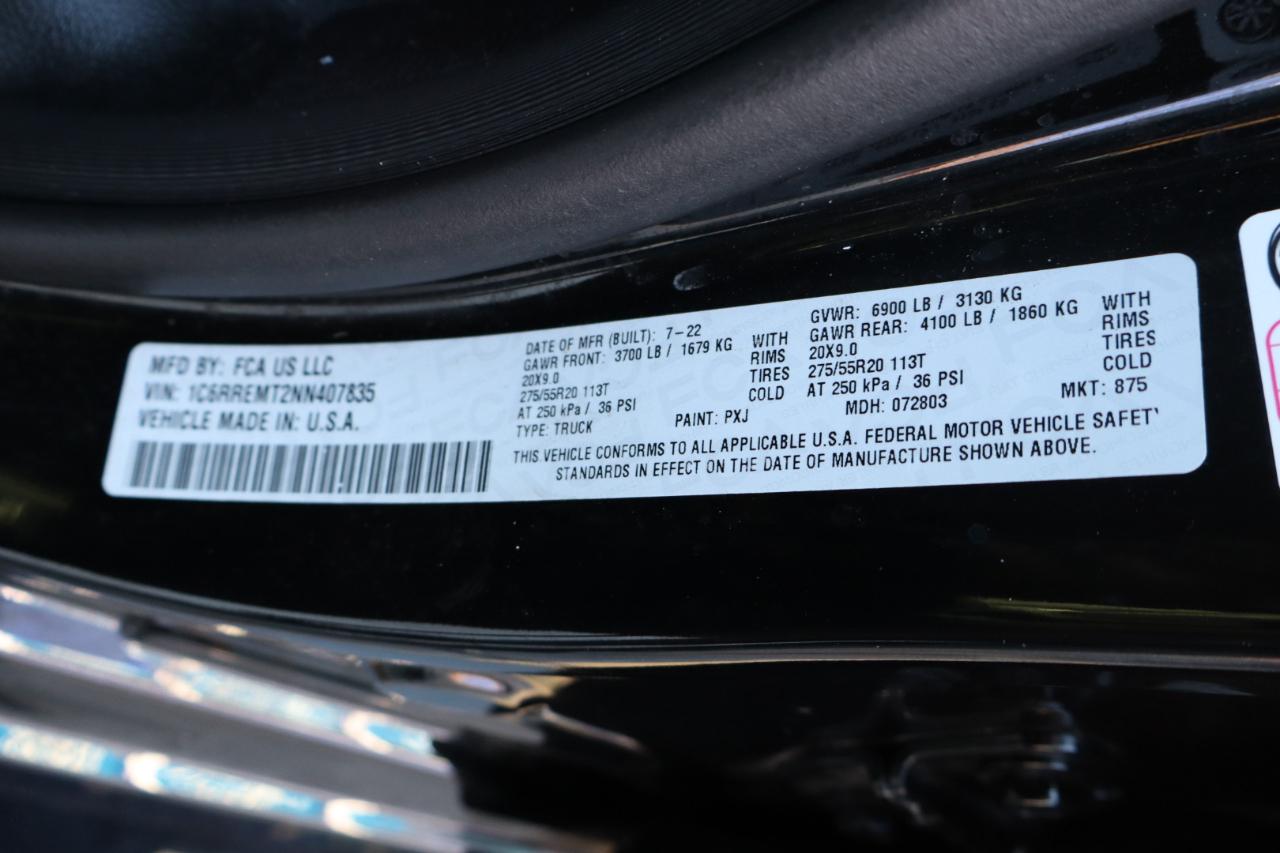 MFD BY: FCA US LLC
VIN: 1C6RREMT2NN407835
VEHICLE MADE IN: U.S.A.
DATE OF MFR (BUILT): 7-22
GAWR FRONT: 3700 LB / 1679 KG WITH
20X9.0 RIMS
275/55R20 113T TIRES
AT 250 kPa / 36 PSI COLD
TYPE: TRUCK PAINT: PXJ
GVWR: 6900 LB / 3130 KG
GAWR REAR: 4100 LB / 1860 KG WITH
20X9.0 RIMS
275/55R20 113T TIRES
AT 250 kPa / 36 PSI COLD
MDH: 072803 MKT: 875
THIS VEHICLE CONFORMS TO ALL APPLICABLE U.S.A. FEDERAL MOTOR VEHICLE SAFETY
STANDARDS IN EFFECT ON THE DATE OF MANUFACTURE SHOWN ABOVE.